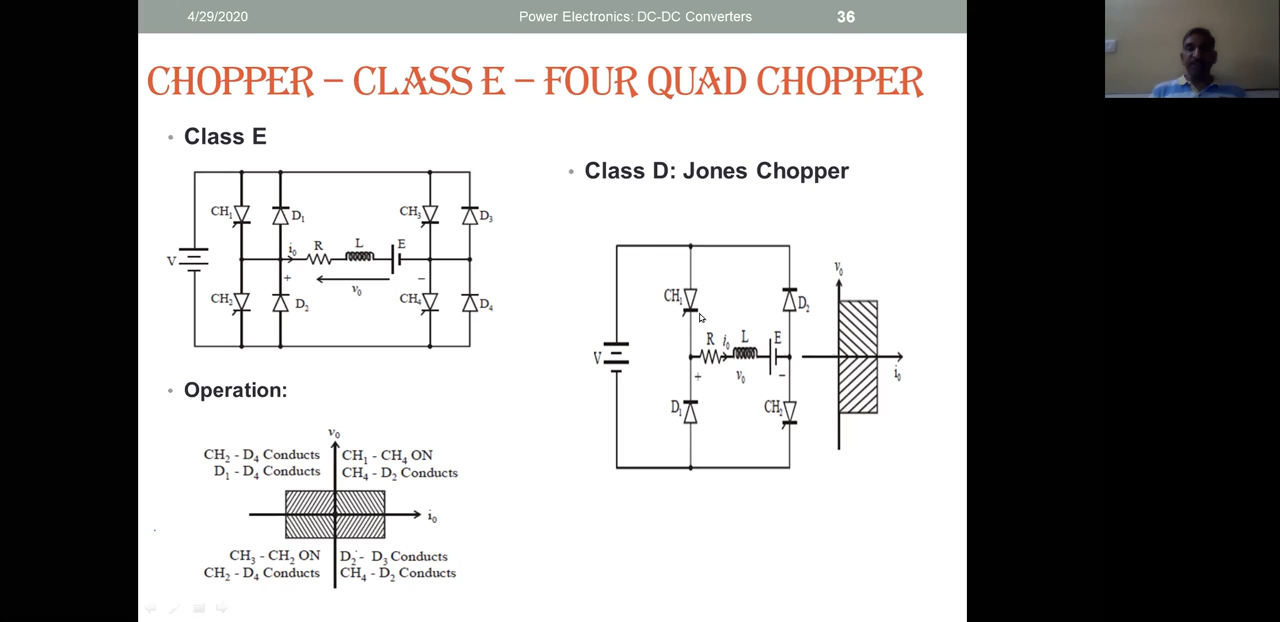 4/29/2020
Power Electronics: DC-DC Converters
36
CHOPPER – CLASS E – FOUR QUAD CHOPPER
• Class E
CH₁
D₁
CH₃
D₃
V
i₀
R
L
E
+
v₀
−
CH₂
D₂
CH₄
D₄
• Operation:
v₀
CH₂ - D₄ Conducts
D₁ - D₄ Conducts
CH₁ - CH₄ ON
CH₄ - D₂ Conducts
i₀
CH₃ - CH₂ ON
CH₂ - D₄ Conducts
D₂ - D₃ Conducts
CH₄ - D₂ Conducts
• Class D: Jones Chopper
CH₁
D₂
V
R
i₀
L
E
+
v₀
−
D₁
CH₂
v₀
i₀